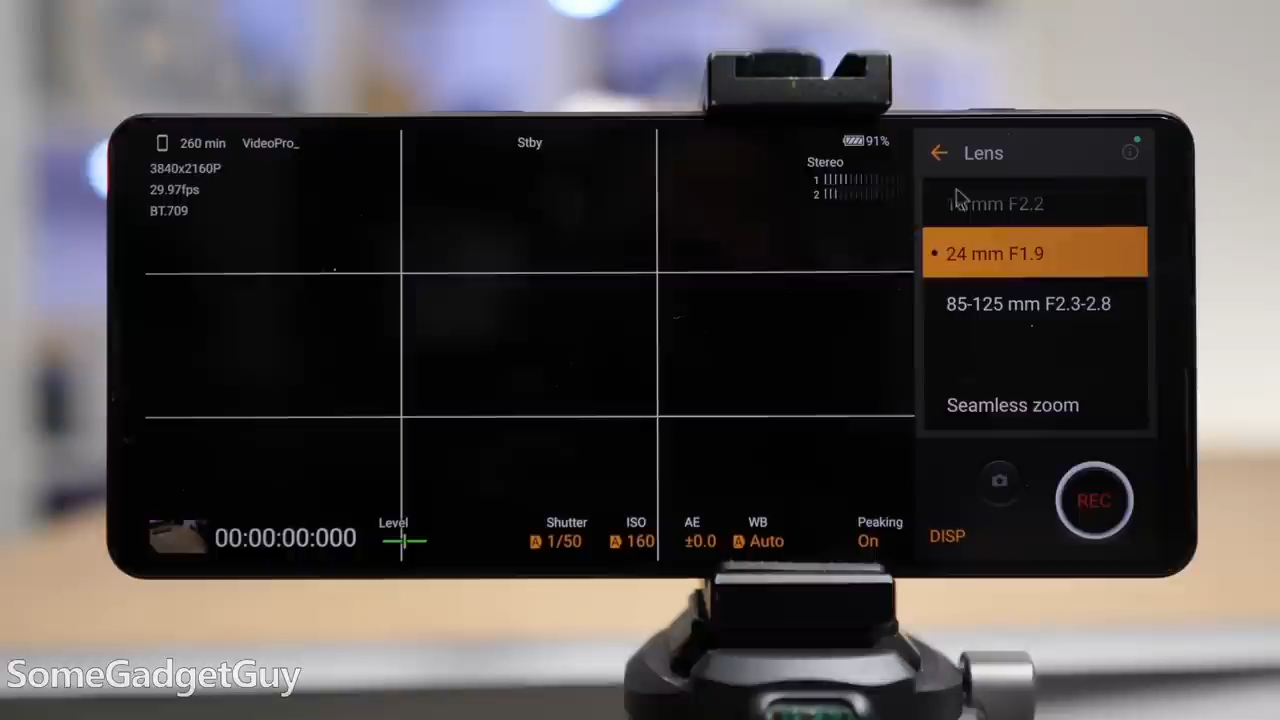 260 min VideoPro_ Stby 91%
3840x2160P
29.97fps
BT.709
Stereo
1
2
Lens
mm F2.2
24 mm F1.9
85-125 mm F2.3-2.8
Seamless zoom
00:00:00:000
Level
Shutter ISO AE WB Peaking
A 1/50 A 160 ±0.0 A Auto On
DISP
REC
SomeGadgetGuy